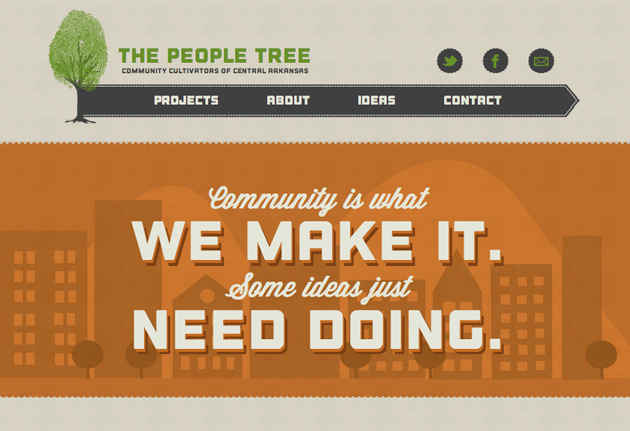 THE PEOPLE TREE
COMMUNITY CULTIVATORS OF CENTRAL ARKANSAS
PROJECTS ABOUT IDEAS CONTACT
Community is what
WE MAKE IT.
Some ideas just
NEED DOING.